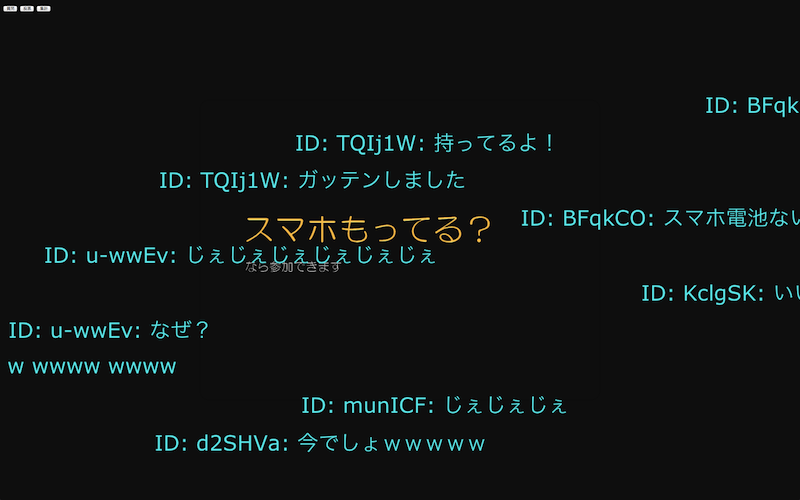 ID: BFqk
ID: TQIj1W: 持ってるよ！
ID: TQIj1W: ガッテンしました
スマホもってる？
ID: BFqkCO: スマホ電池ない
ID: u-wwEv: じぇじぇじぇじぇじぇじぇ
なら参加できます
ID: KclgSK: いい
ID: u-wwEv: なぜ？
w wwww wwww
ID: munICF: じぇじぇじぇ
ID: d2SHVa: 今でしょｗｗｗｗｗ